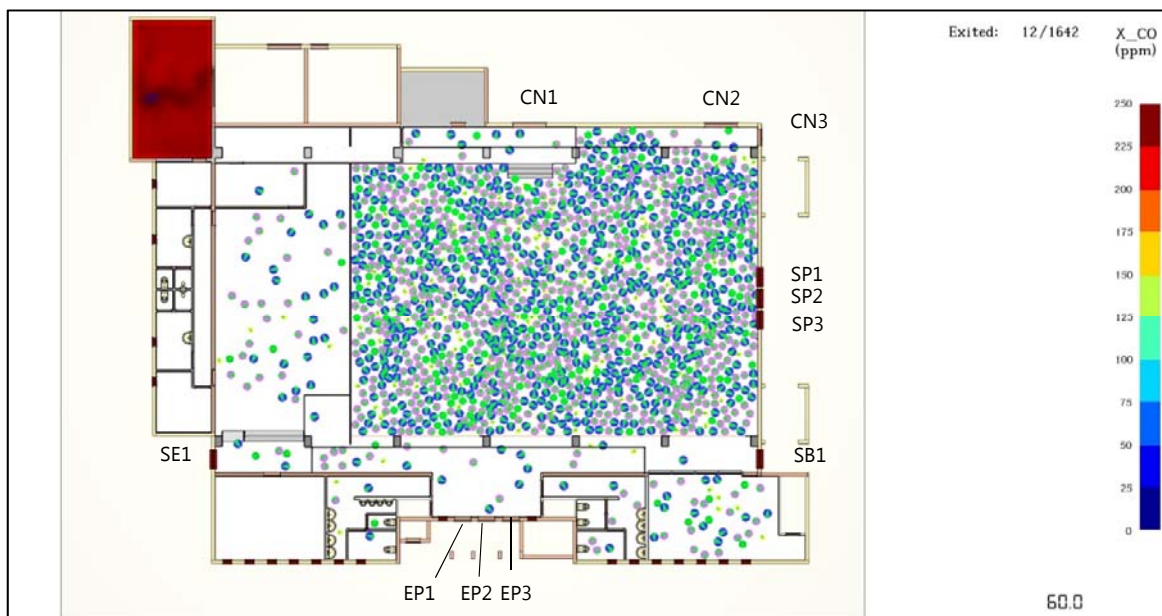 Exited: 12/1642
X_CO
(ppm)
CN1
CN2
CN3
250
225
200
175
150
125
100
75
50
25
0
SP1
SP2
SP3
SE1
SB1
EP1
EP2
EP3
60.0